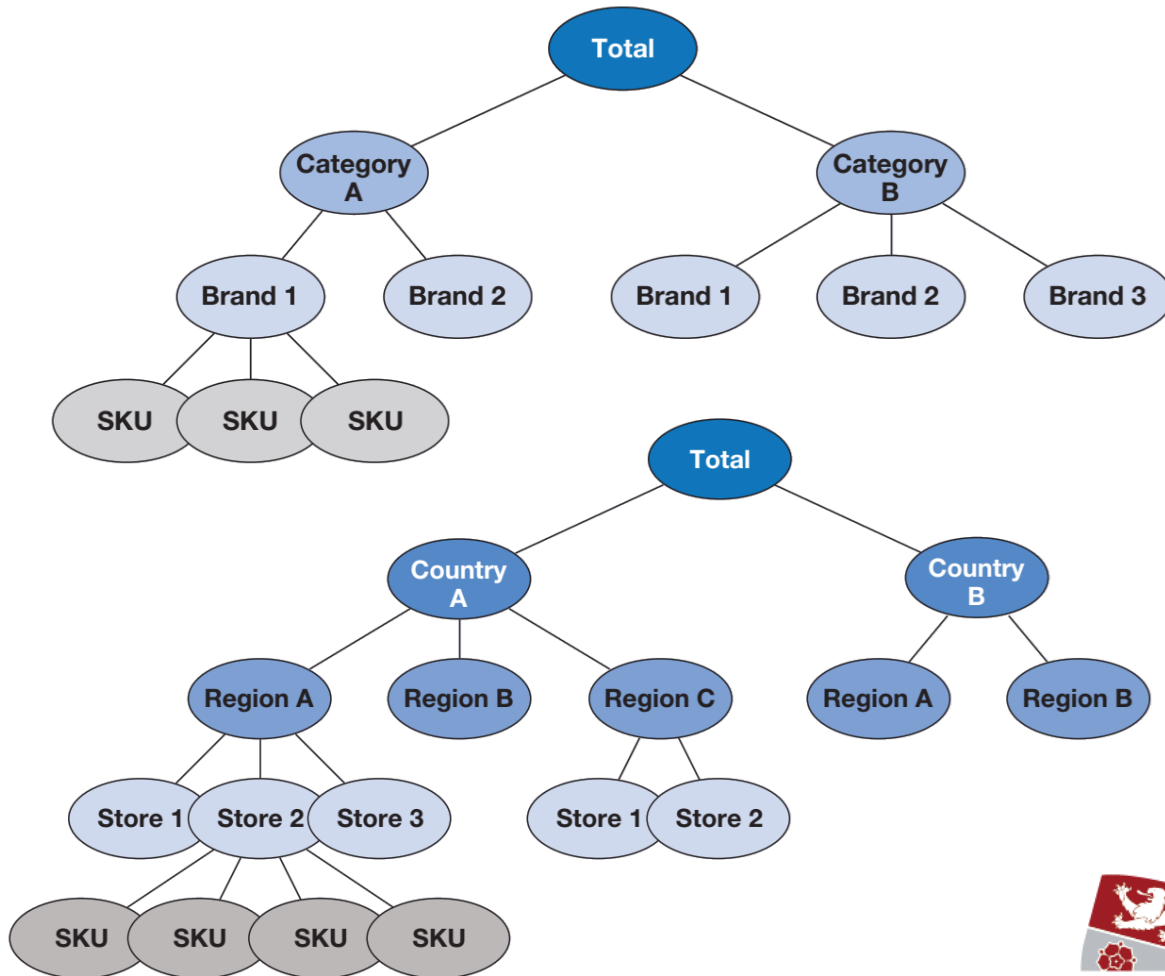 Total
Category
A
Category
B
Brand 1
Brand 2
Brand 1
Brand 2
Brand 3
SKU
SKU
SKU
Total
Country
A
Country
B
Region A
Region B
Region C
Region A
Region B
Store 1
Store 2
Store 3
Store 1
Store 2
SKU
SKU
SKU
SKU